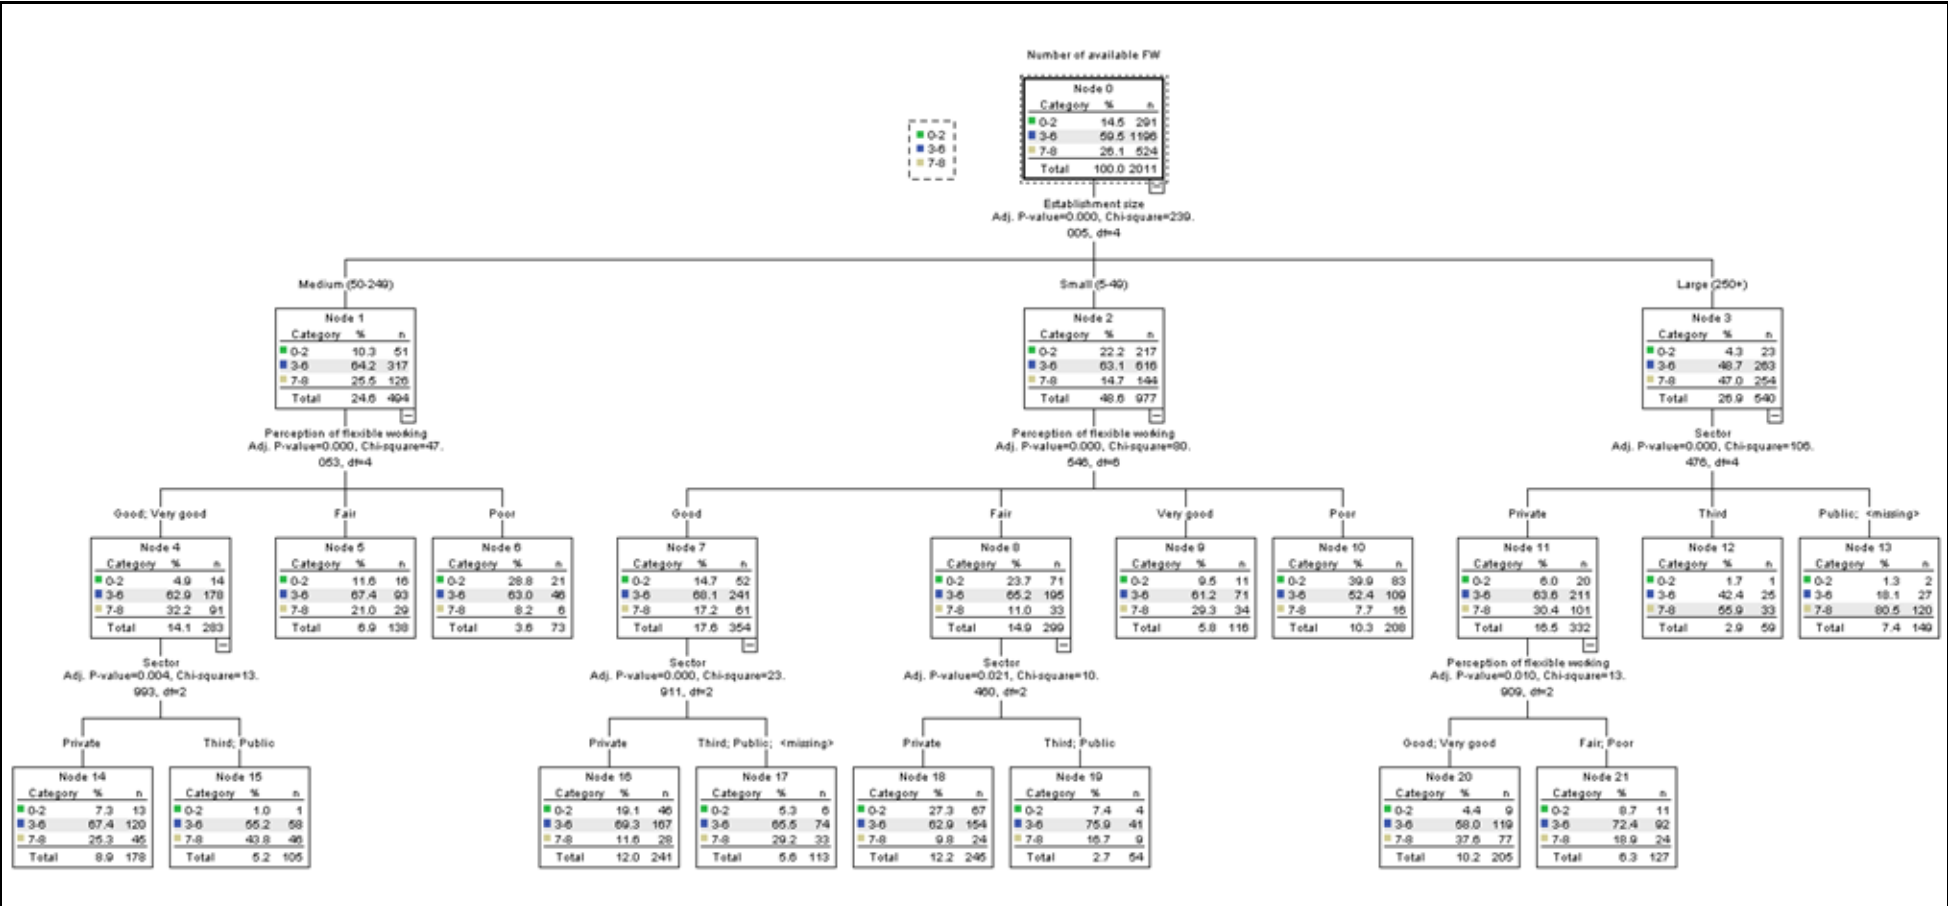 Number of available FW
Node 0
Category % n
0-2 14.5 291
3-6 59.5 1196
7-8 26.1 524
Total 100.0 2011
0-2
3-6
7-8
Establishment size
Adj. P-value=0.000, Chi-square=239.
005, df=4
Medium (50-249)
Small (5-49)
Large (250+)
Node 1
Category % n
0-2 10.3 51
3-6 64.2 317
7-8 25.5 126
Total 24.6 494
Node 2
Category % n
0-2 22.2 217
3-6 63.1 616
7-8 14.7 144
Total 48.6 977
Node 3
Category % n
0-2 4.3 23
3-6 48.7 263
7-8 47.0 254
Total 26.9 540
Perception of flexible working
Adj. P-value=0.000, Chi-square=47.
053, df=4
Perception of flexible working
Adj. P-value=0.000, Chi-square=80.
546, df=6
Sector
Adj. P-value=0.000, Chi-square=106.
476, df=4
Good; Very good
Fair
Poor
Good
Fair
Very good
Poor
Private
Third
Public; <missing>
Node 4
Category % n
0-2 4.9 14
3-6 62.9 178
7-8 32.2 91
Total 14.1 283
Node 5
Category % n
0-2 11.6 16
3-6 67.4 93
7-8 21.0 29
Total 6.9 138
Node 6
Category % n
0-2 28.8 21
3-6 63.0 46
7-8 8.2 6
Total 3.6 73
Node 7
Category % n
0-2 14.7 52
3-6 68.1 241
7-8 17.2 61
Total 17.6 354
Node 8
Category % n
0-2 23.7 71
3-6 65.2 195
7-8 11.0 33
Total 14.9 299
Node 9
Category % n
0-2 9.5 11
3-6 61.2 71
7-8 29.3 34
Total 5.8 116
Node 10
Category % n
0-2 39.9 83
3-6 52.4 109
7-8 7.7 16
Total 10.3 208
Node 11
Category % n
0-2 6.0 20
3-6 63.6 211
7-8 30.4 101
Total 16.5 332
Node 12
Category % n
0-2 1.7 1
3-6 42.4 25
7-8 55.9 33
Total 2.9 59
Node 13
Category % n
0-2 1.3 2
3-6 18.1 27
7-8 80.5 120
Total 7.4 149
Sector
Adj. P-value=0.004, Chi-square=13.
993, df=2
Sector
Adj. P-value=0.000, Chi-square=23.
911, df=2
Sector
Adj. P-value=0.021, Chi-square=10.
460, df=2
Perception of flexible working
Adj. P-value=0.010, Chi-square=13.
909, df=2
Private
Third; Public
Private
Third; Public; <missing>
Private
Third; Public
Good; Very good
Fair; Poor
Node 14
Category % n
0-2 7.3 13
3-6 67.4 120
7-8 25.3 45
Total 8.9 178
Node 15
Category % n
0-2 1.0 1
3-6 55.2 58
7-8 43.8 46
Total 5.2 105
Node 16
Category % n
0-2 19.1 46
3-6 69.3 167
7-8 11.6 28
Total 12.0 241
Node 17
Category % n
0-2 5.3 6
3-6 65.5 74
7-8 29.2 33
Total 5.6 113
Node 18
Category % n
0-2 27.3 67
3-6 62.9 154
7-8 9.8 24
Total 12.2 245
Node 19
Category % n
0-2 7.4 4
3-6 75.9 41
7-8 16.7 9
Total 2.7 54
Node 20
Category % n
0-2 4.4 9
3-6 58.0 119
7-8 37.6 77
Total 10.2 205
Node 21
Category % n
0-2 8.7 11
3-6 72.4 92
7-8 18.9 24
Total 6.3 127